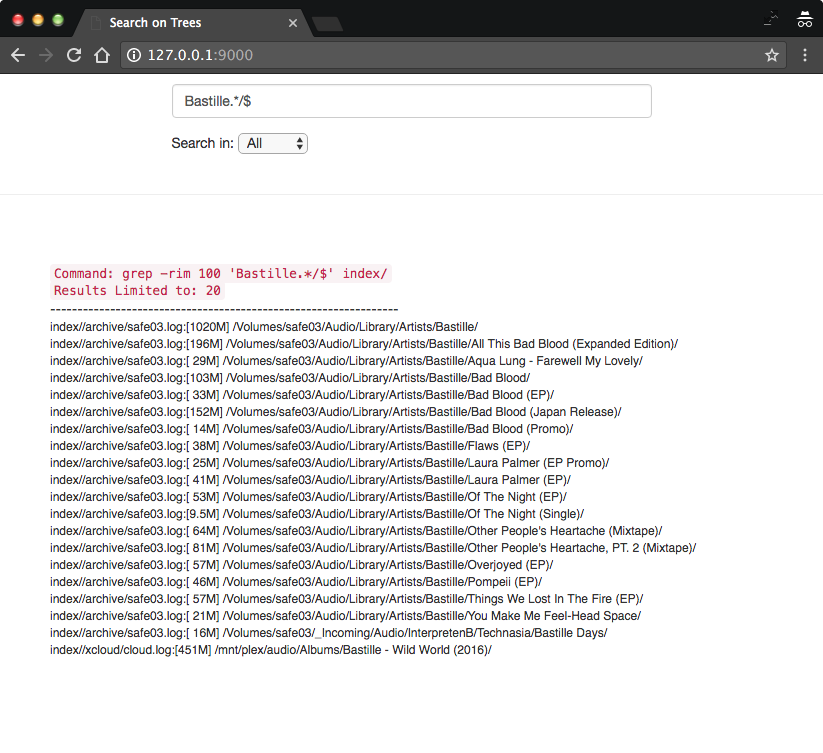 Search on Trees
127.0.0.1:9000
Bastille.*/$
Search in: All
Command: grep -rim 100 'Bastille.*/$' index/
Results Limited to: 20
----------------------------------------------------------------
index//archive/safe03.log:[1020M] /Volumes/safe03/Audio/Library/Artists/Bastille/
index//archive/safe03.log:[196M] /Volumes/safe03/Audio/Library/Artists/Bastille/All This Bad Blood (Expanded Edition)/
index//archive/safe03.log:[ 29M] /Volumes/safe03/Audio/Library/Artists/Bastille/Aqua Lung - Farewell My Lovely/
index//archive/safe03.log:[103M] /Volumes/safe03/Audio/Library/Artists/Bastille/Bad Blood/
index//archive/safe03.log:[ 33M] /Volumes/safe03/Audio/Library/Artists/Bastille/Bad Blood (EP)/
index//archive/safe03.log:[152M] /Volumes/safe03/Audio/Library/Artists/Bastille/Bad Blood (Japan Release)/
index//archive/safe03.log:[ 14M] /Volumes/safe03/Audio/Library/Artists/Bastille/Bad Blood (Promo)/
index//archive/safe03.log:[ 38M] /Volumes/safe03/Audio/Library/Artists/Bastille/Flaws (EP)/
index//archive/safe03.log:[ 25M] /Volumes/safe03/Audio/Library/Artists/Bastille/Laura Palmer (EP Promo)/
index//archive/safe03.log:[ 41M] /Volumes/safe03/Audio/Library/Artists/Bastille/Laura Palmer (EP)/
index//archive/safe03.log:[ 53M] /Volumes/safe03/Audio/Library/Artists/Bastille/Of The Night (EP)/
index//archive/safe03.log:[9.5M] /Volumes/safe03/Audio/Library/Artists/Bastille/Of The Night (Single)/
index//archive/safe03.log:[ 64M] /Volumes/safe03/Audio/Library/Artists/Bastille/Other People's Heartache (Mixtape)/
index//archive/safe03.log:[ 81M] /Volumes/safe03/Audio/Library/Artists/Bastille/Other People's Heartache, PT. 2 (Mixtape)/
index//archive/safe03.log:[ 57M] /Volumes/safe03/Audio/Library/Artists/Bastille/Overjoyed (EP)/
index//archive/safe03.log:[ 46M] /Volumes/safe03/Audio/Library/Artists/Bastille/Pompeii (EP)/
index//archive/safe03.log:[ 57M] /Volumes/safe03/Audio/Library/Artists/Bastille/Things We Lost In The Fire (EP)/
index//archive/safe03.log:[ 21M] /Volumes/safe03/Audio/Library/Artists/Bastille/You Make Me Feel-Head Space/
index//archive/safe03.log:[ 16M] /Volumes/safe03/_Incoming/Audio/InterpretenB/Technasia/Bastille Days/
index//xcloud/cloud.log:[451M] /mnt/plex/audio/Albums/Bastille - Wild World (2016)/